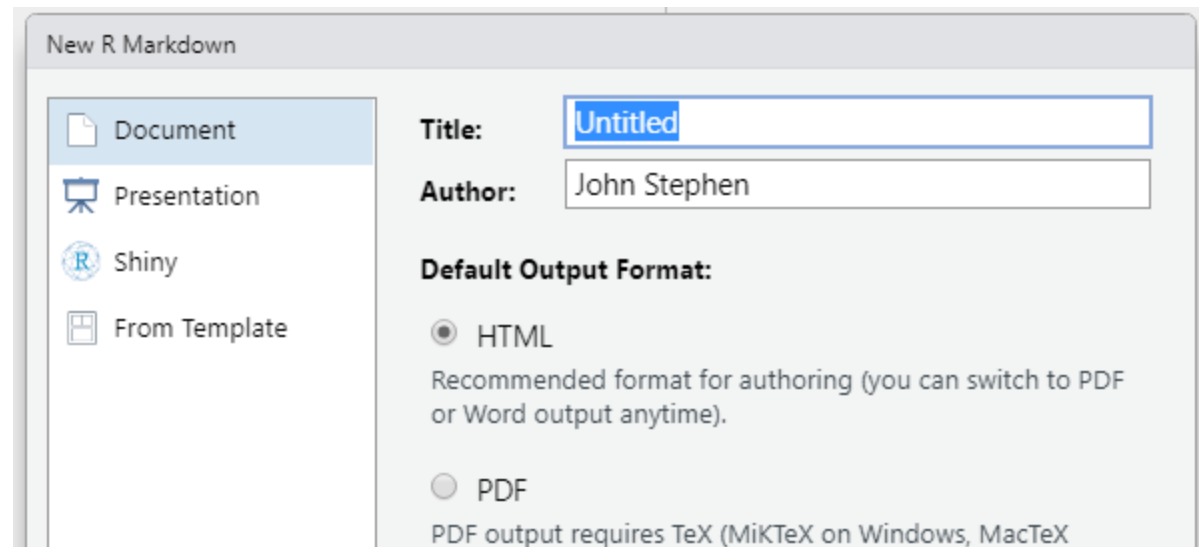 New R Markdown
Document
Presentation
Shiny
From Template
Title:
Untitled
Author:
John Stephen
Default Output Format:
HTML
Recommended format for authoring (you can switch to PDF
or Word output anytime).
PDF
PDF output requires TeX (MiKTeX on Windows, MacTeX